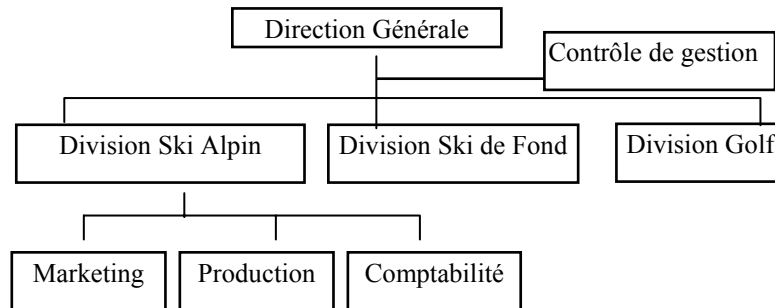 Direction Générale
Contrôle de gestion
Division Ski Alpin
Division Ski de Fond
Division Golf
Marketing
Production
Comptabilité